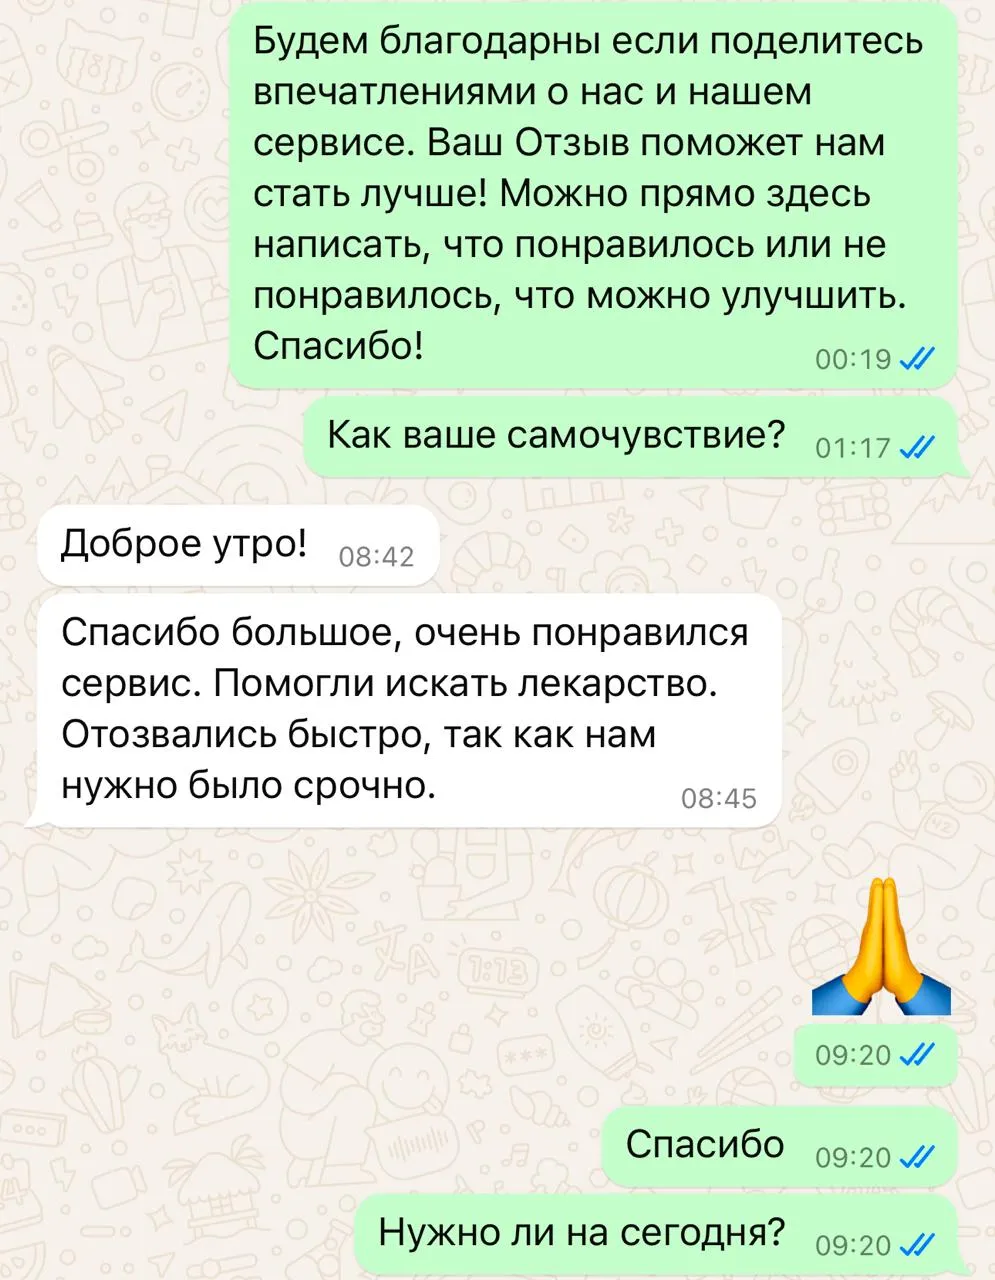 Будем благодарны если поделитесь
впечатлениями о нас и нашем
сервисе. Ваш Отзыв поможет нам
стать лучше! Можно прямо здесь
написать, что понравилось или не
понравилось, что можно улучшить.
Спасибо!
00:19
Как ваше самочувствие?
01:17
Доброе утро!
08:42
Спасибо большое, очень понравился
сервис. Помогли искать лекарство.
Отозвались быстро, так как нам
нужно было срочно.
08:45
🙏
09:20
Спасибо
09:20
Нужно ли на сегодня?
09:20